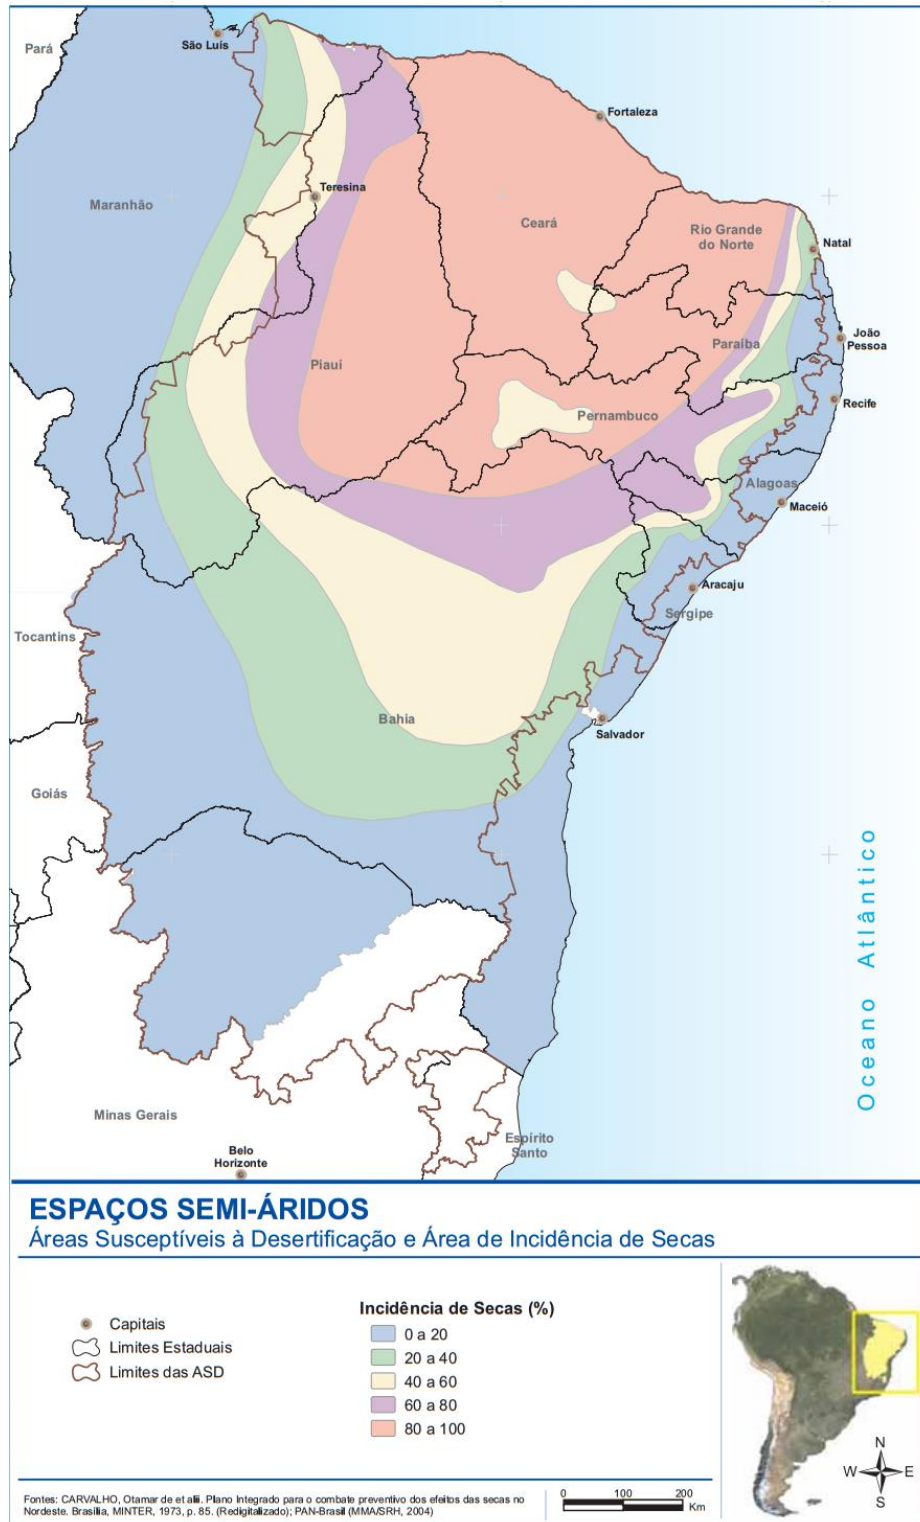 São Luís
Pará
Fortaleza
Teresina
Maranhão
Ceará
Rio Grande
do Norte
Natal
João
Pessoa
Paraíba
Piauí
Recife
Pernambuco
Alagoas
Maceió
Aracaju
Sergipe
Tocantins
Bahia
Salvador
Goiás
Oceano Atlântico
Minas Gerais
Espírito
Santo
Belo
Horizonte
ESPAÇOS SEMI-ÁRIDOS
Áreas Susceptíveis à Desertificação e Área de Incidência de Secas
Capitais
Limites Estaduais
Limites das ASD
Incidência de Secas (%)
0 a 20
20 a 40
40 a 60
60 a 80
80 a 100
N
W E
S
Fontes: CARVALHO, Otamar de et alii. Plano Integrado para o combate preventivo dos efeitos das secas no
Nordeste. Brasília, MINTER, 1973, p. 85. (Redigitalizado); PAN-Brasil (MMA/SRH, 2004)
0 100 200
Km